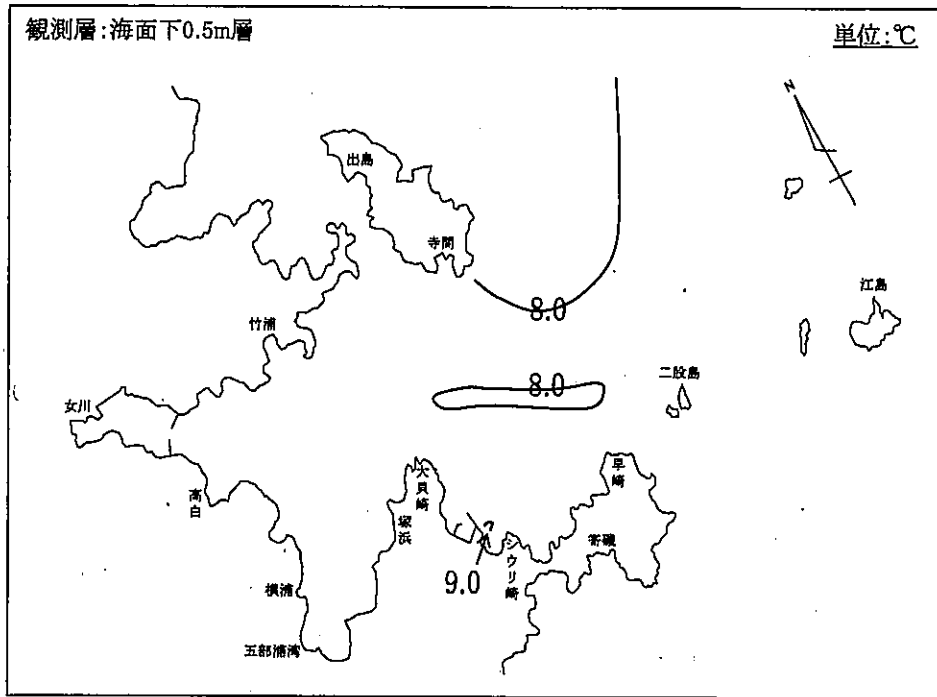 観測層:海面下0.5m層
単位:℃
N
出島
寺間
8.0
江島
竹浦
8.0
二股島
女川
早崎
大貝崎
高白
塚浜
寄磯
シウリ崎
9.0
横浦
五部浦湾